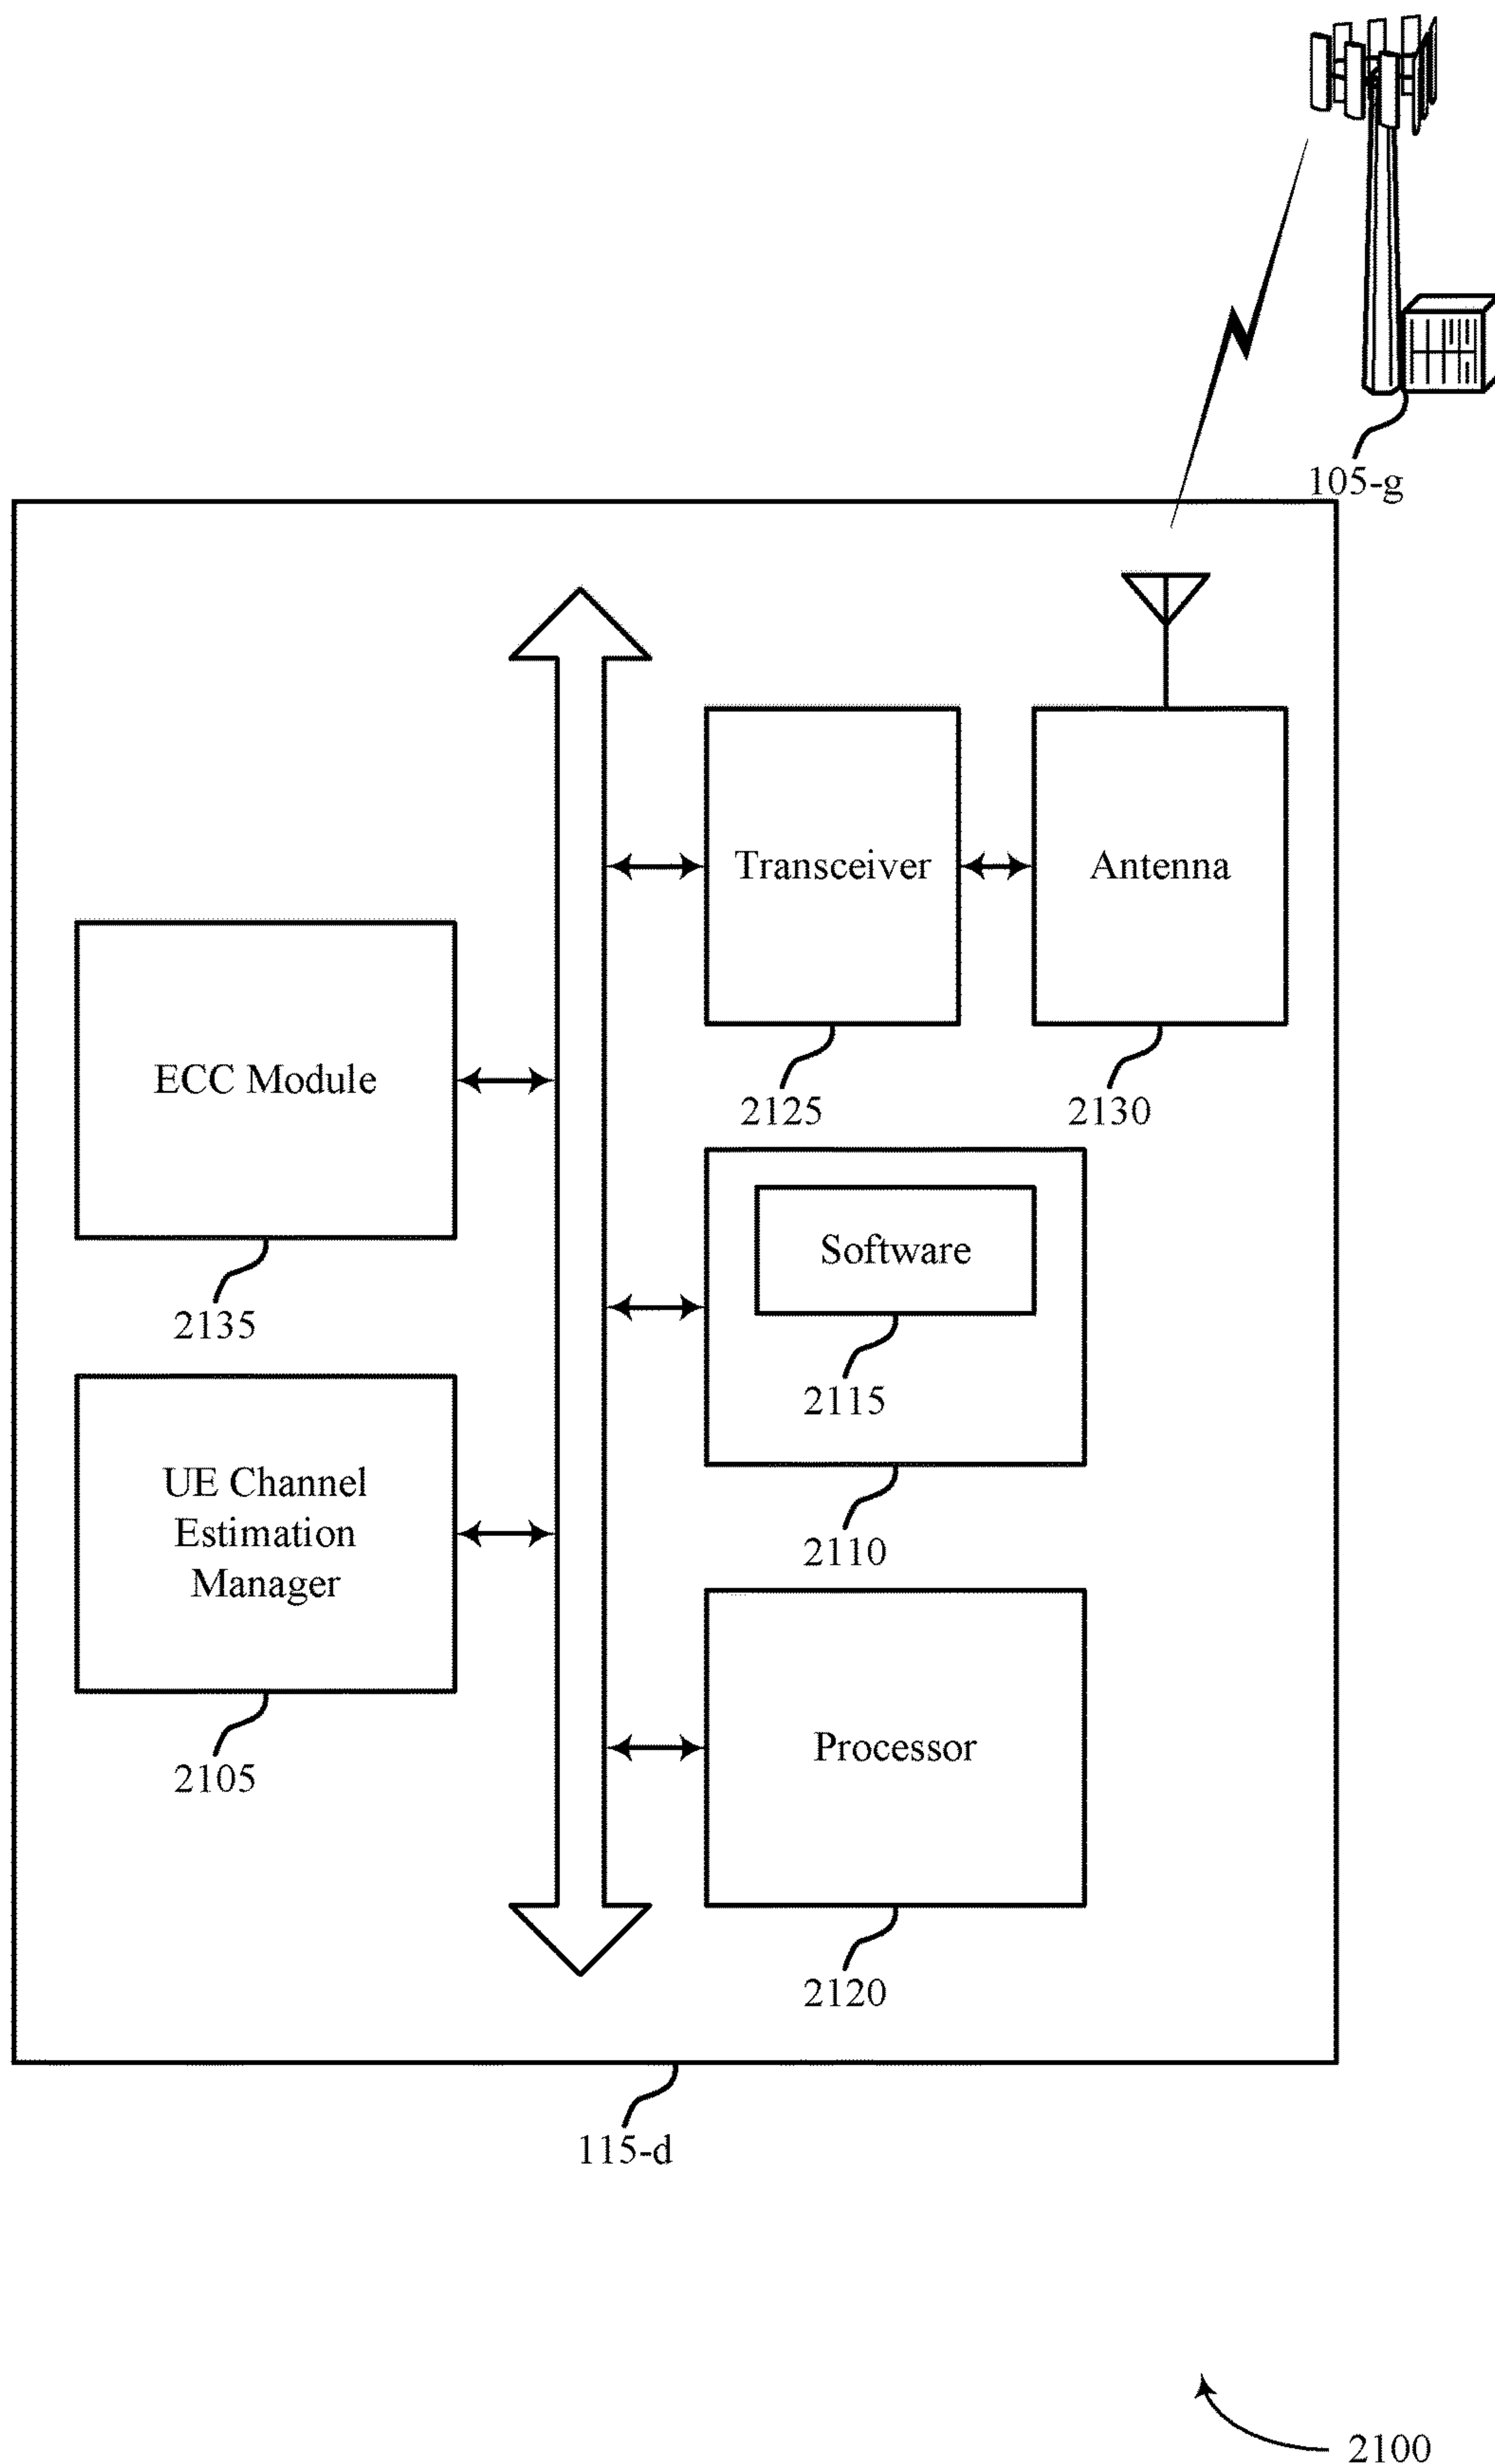 105-g
Transceiver
Antenna
2125
2130
ECC Module
2135
Software
2115
2110
UE Channel
Estimation
Manager
2105
Processor
2120
115-d
2100